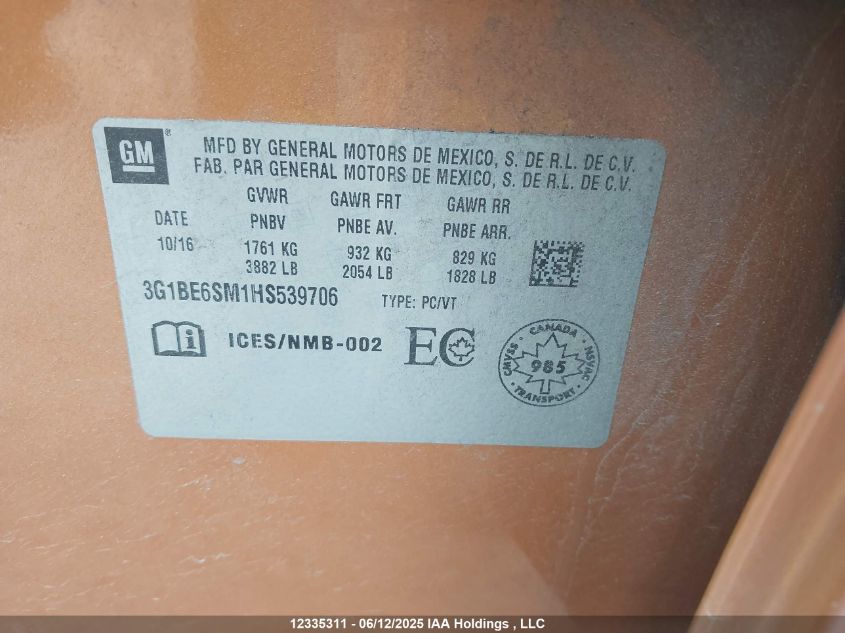 GM ®
MFD BY GENERAL MOTORS DE MEXICO, S. DE R.L. DE C.V.
FAB. PAR GENERAL MOTORS DE MEXICO, S. DE R.L. DE C.V.
GVWR GAWR FRT GAWR RR
DATE PNBV PNBE AV. PNBE ARR.
10/16 1761 KG 932 KG 829 KG
3882 LB 2054 LB 1828 LB
3G1BE6SM1HS539706 TYPE: PC/VT
i ICES/NMB-002 EC
CANADA
CMVSS 985 NSVAC
TRANSPORT
12335311 - 06/12/2025 IAA Holdings , LLC